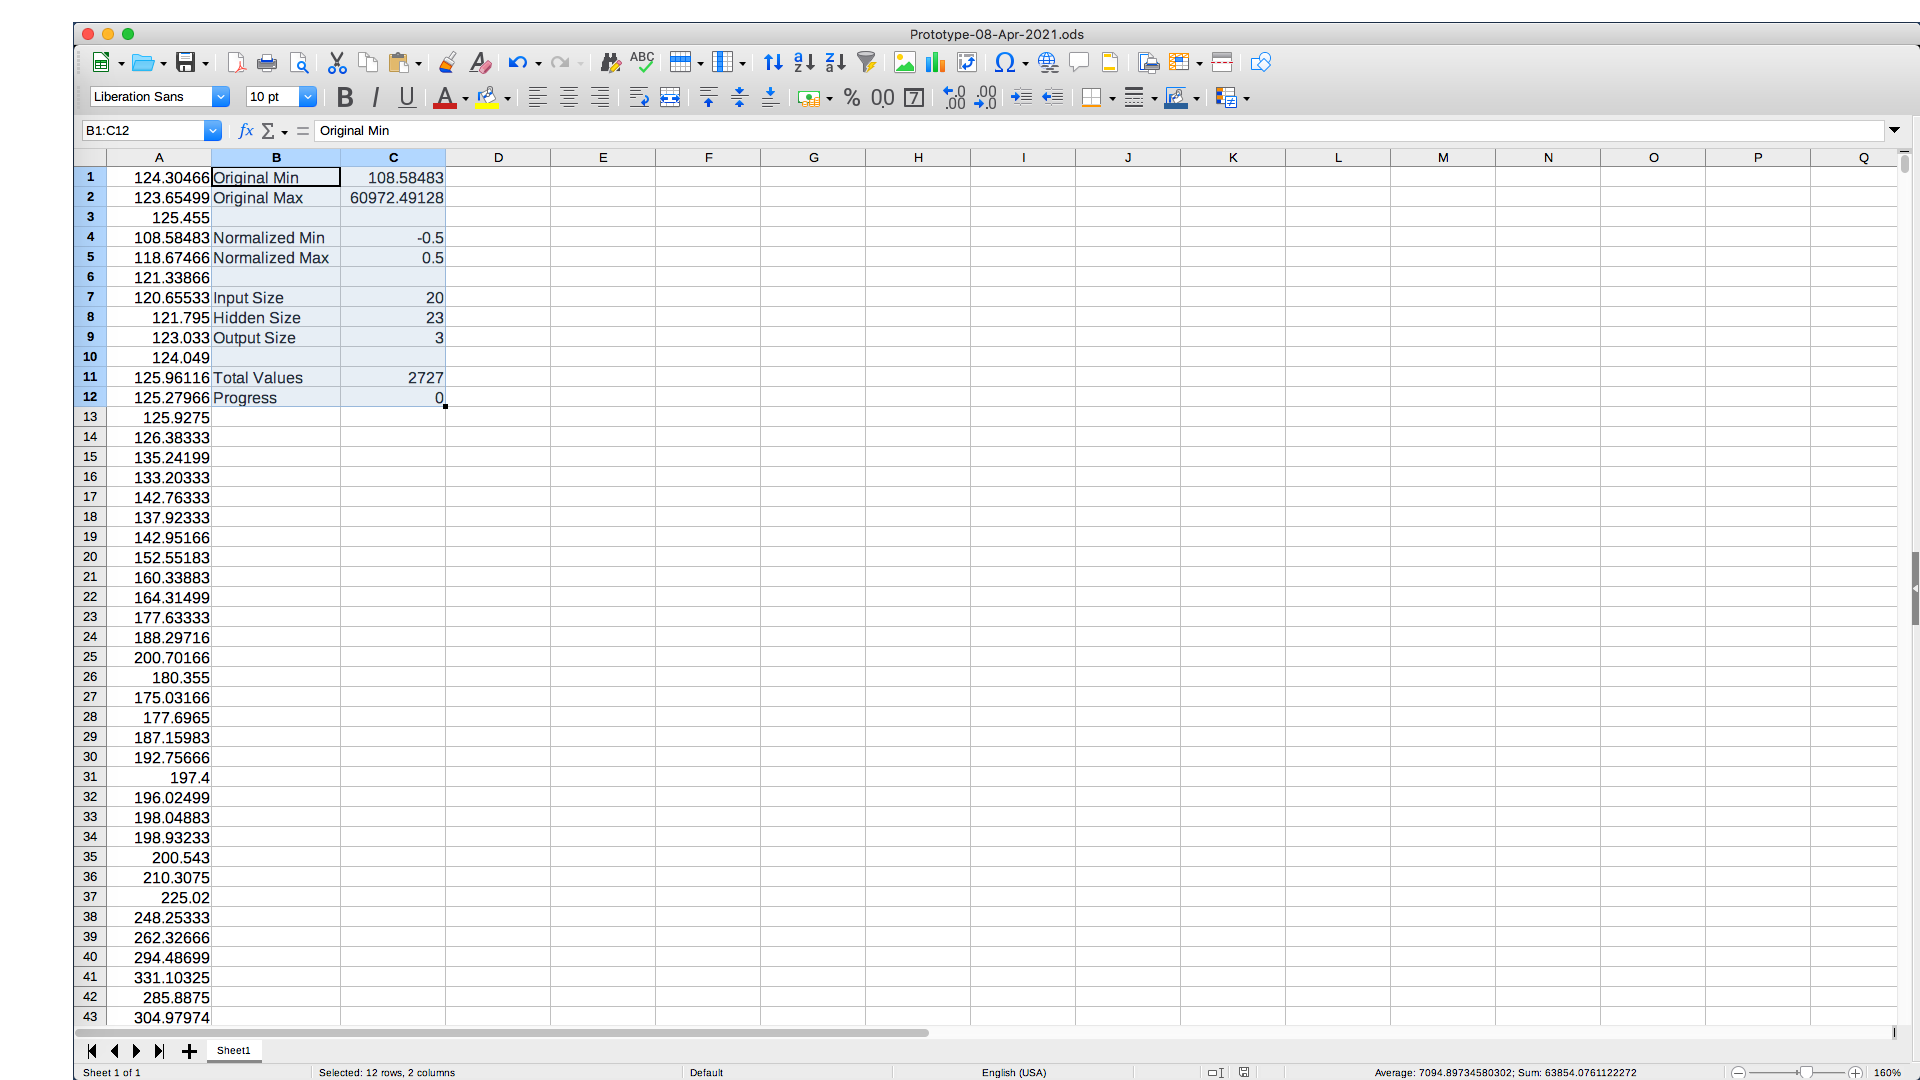 Prototype-08-Apr-2021.ods
ABC
Liberation Sans 10 pt
B1:C12 Original Min
A B C D E F G H I J K L M N O P Q
1 124.30466 Original Min 108.58483
2 123.65499 Original Max 60972.49128
3 125.455
4 108.58483 Normalized Min -0.5
5 118.67466 Normalized Max 0.5
6 121.33866
7 120.65533 Input Size 20
8 121.795 Hidden Size 23
9 123.033 Output Size 3
10 124.049
11 125.96116 Total Values 2727
12 125.27966 Progress 0
13 125.9275
14 126.38333
15 135.24199
16 133.20333
17 142.76333
18 137.92333
19 142.95166
20 152.55183
21 160.33883
22 164.31499
23 177.63333
24 188.29716
25 200.70166
26 180.355
27 175.03166
28 177.6965
29 187.15983
30 192.75666
31 197.4
32 196.02499
33 198.04883
34 198.93233
35 200.543
36 210.3075
37 225.02
38 248.25333
39 262.32666
40 294.48699
41 331.10325
42 285.8875
43 304.97974
Sheet1
Sheet 1 of 1 Selected: 12 rows, 2 columns Default English (USA) Average: 7094.89734580302; Sum: 63854.0761122272 160%